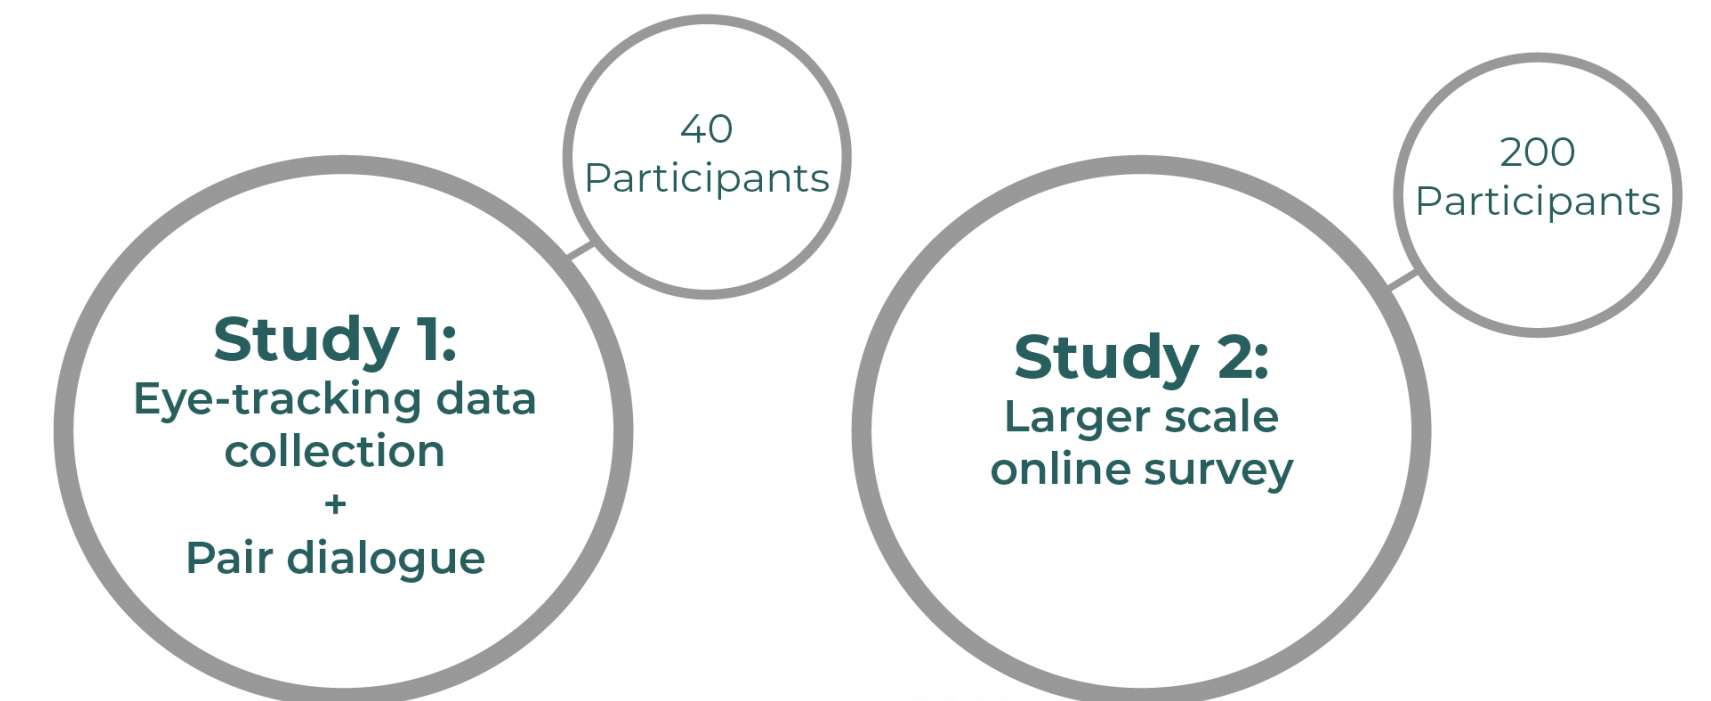 40
Participants
Study 1:
Eye-tracking data
collection
+
Pair dialogue
200
Participants
Study 2:
Larger scale
online survey